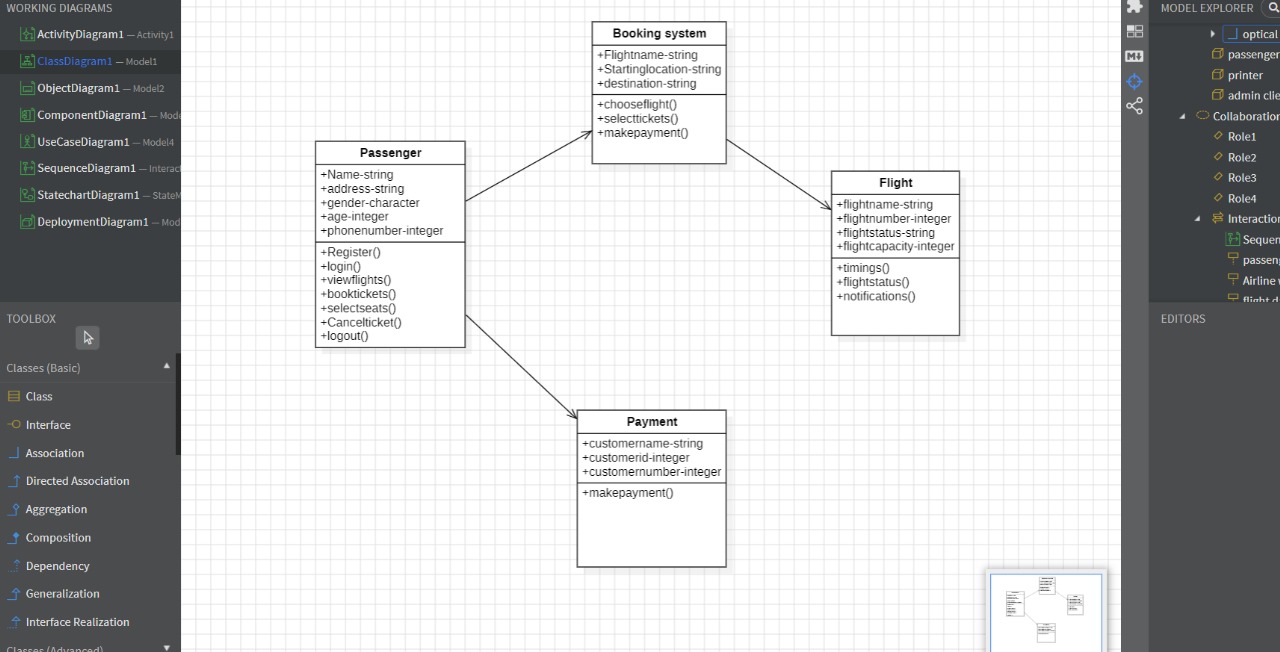 WORKING DIAGRAMS
ActivityDiagram1 — Activity1
ClassDiagram1 — Model1
ObjectDiagram1 — Model2
ComponentDiagram1 — Mode
UseCaseDiagram1 — Model4
SequenceDiagram1 — Interact
StatechartDiagram1 — StateM
DeploymentDiagram1 — Mod
TOOLBOX
Classes (Basic)
Class
Interface
Association
Directed Association
Aggregation
Composition
Dependency
Generalization
Interface Realization
Classes (Advanced)
Booking system
+Flightname-string
+Startinglocation-string
+destination-string
+chooseflight()
+selecttickets()
+makepayment()
Passenger
+Name-string
+address-string
+gender-character
+age-integer
+phonenumber-integer
+Register()
+login()
+viewflights()
+booktickets()
+selectseats()
+Cancelticket()
+logout()
Flight
+flightname-string
+flightnumber-integer
+flightstatus-string
+flightcapacity-integer
+timings()
+flightstatus()
+notifications()
Payment
+customername-string
+customerid-integer
+customernumber-integer
+makepayment()
M
MODEL EXPLORER
optical
passenger
printer
admin clie
Collaboratio
Role1
Role2
Role3
Role4
Interaction
Sequen
passeng
Airline w
flight d
EDITORS